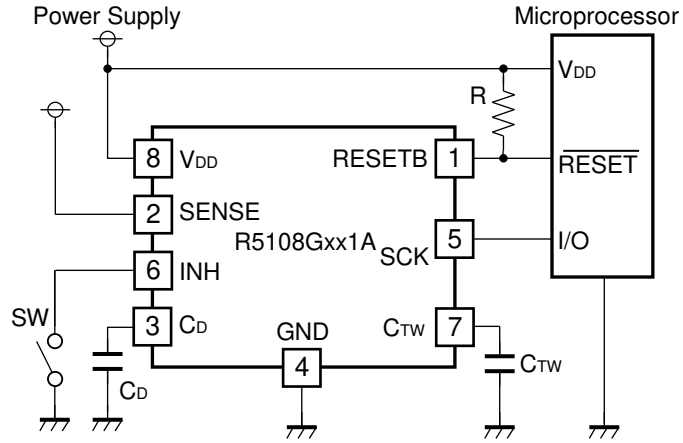 Power Supply
Microprocessor
VDD
R
8 VDD
RESETB 1
RESET
2 SENSE
R5108Gxx1A
SCK 5
I/O
6 INH
SW
3 CD
GND
CTW 7
4
CD
CTW